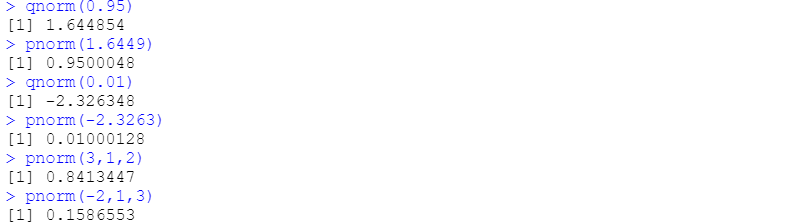 > qnorm(0.95)
[1] 1.644854
> pnorm(1.6449)
[1] 0.9500048
> qnorm(0.01)
[1] -2.326348
> pnorm(-2.3263)
[1] 0.01000128
> pnorm(3,1,2)
[1] 0.8413447
> pnorm(-2,1,3)
[1] 0.1586553